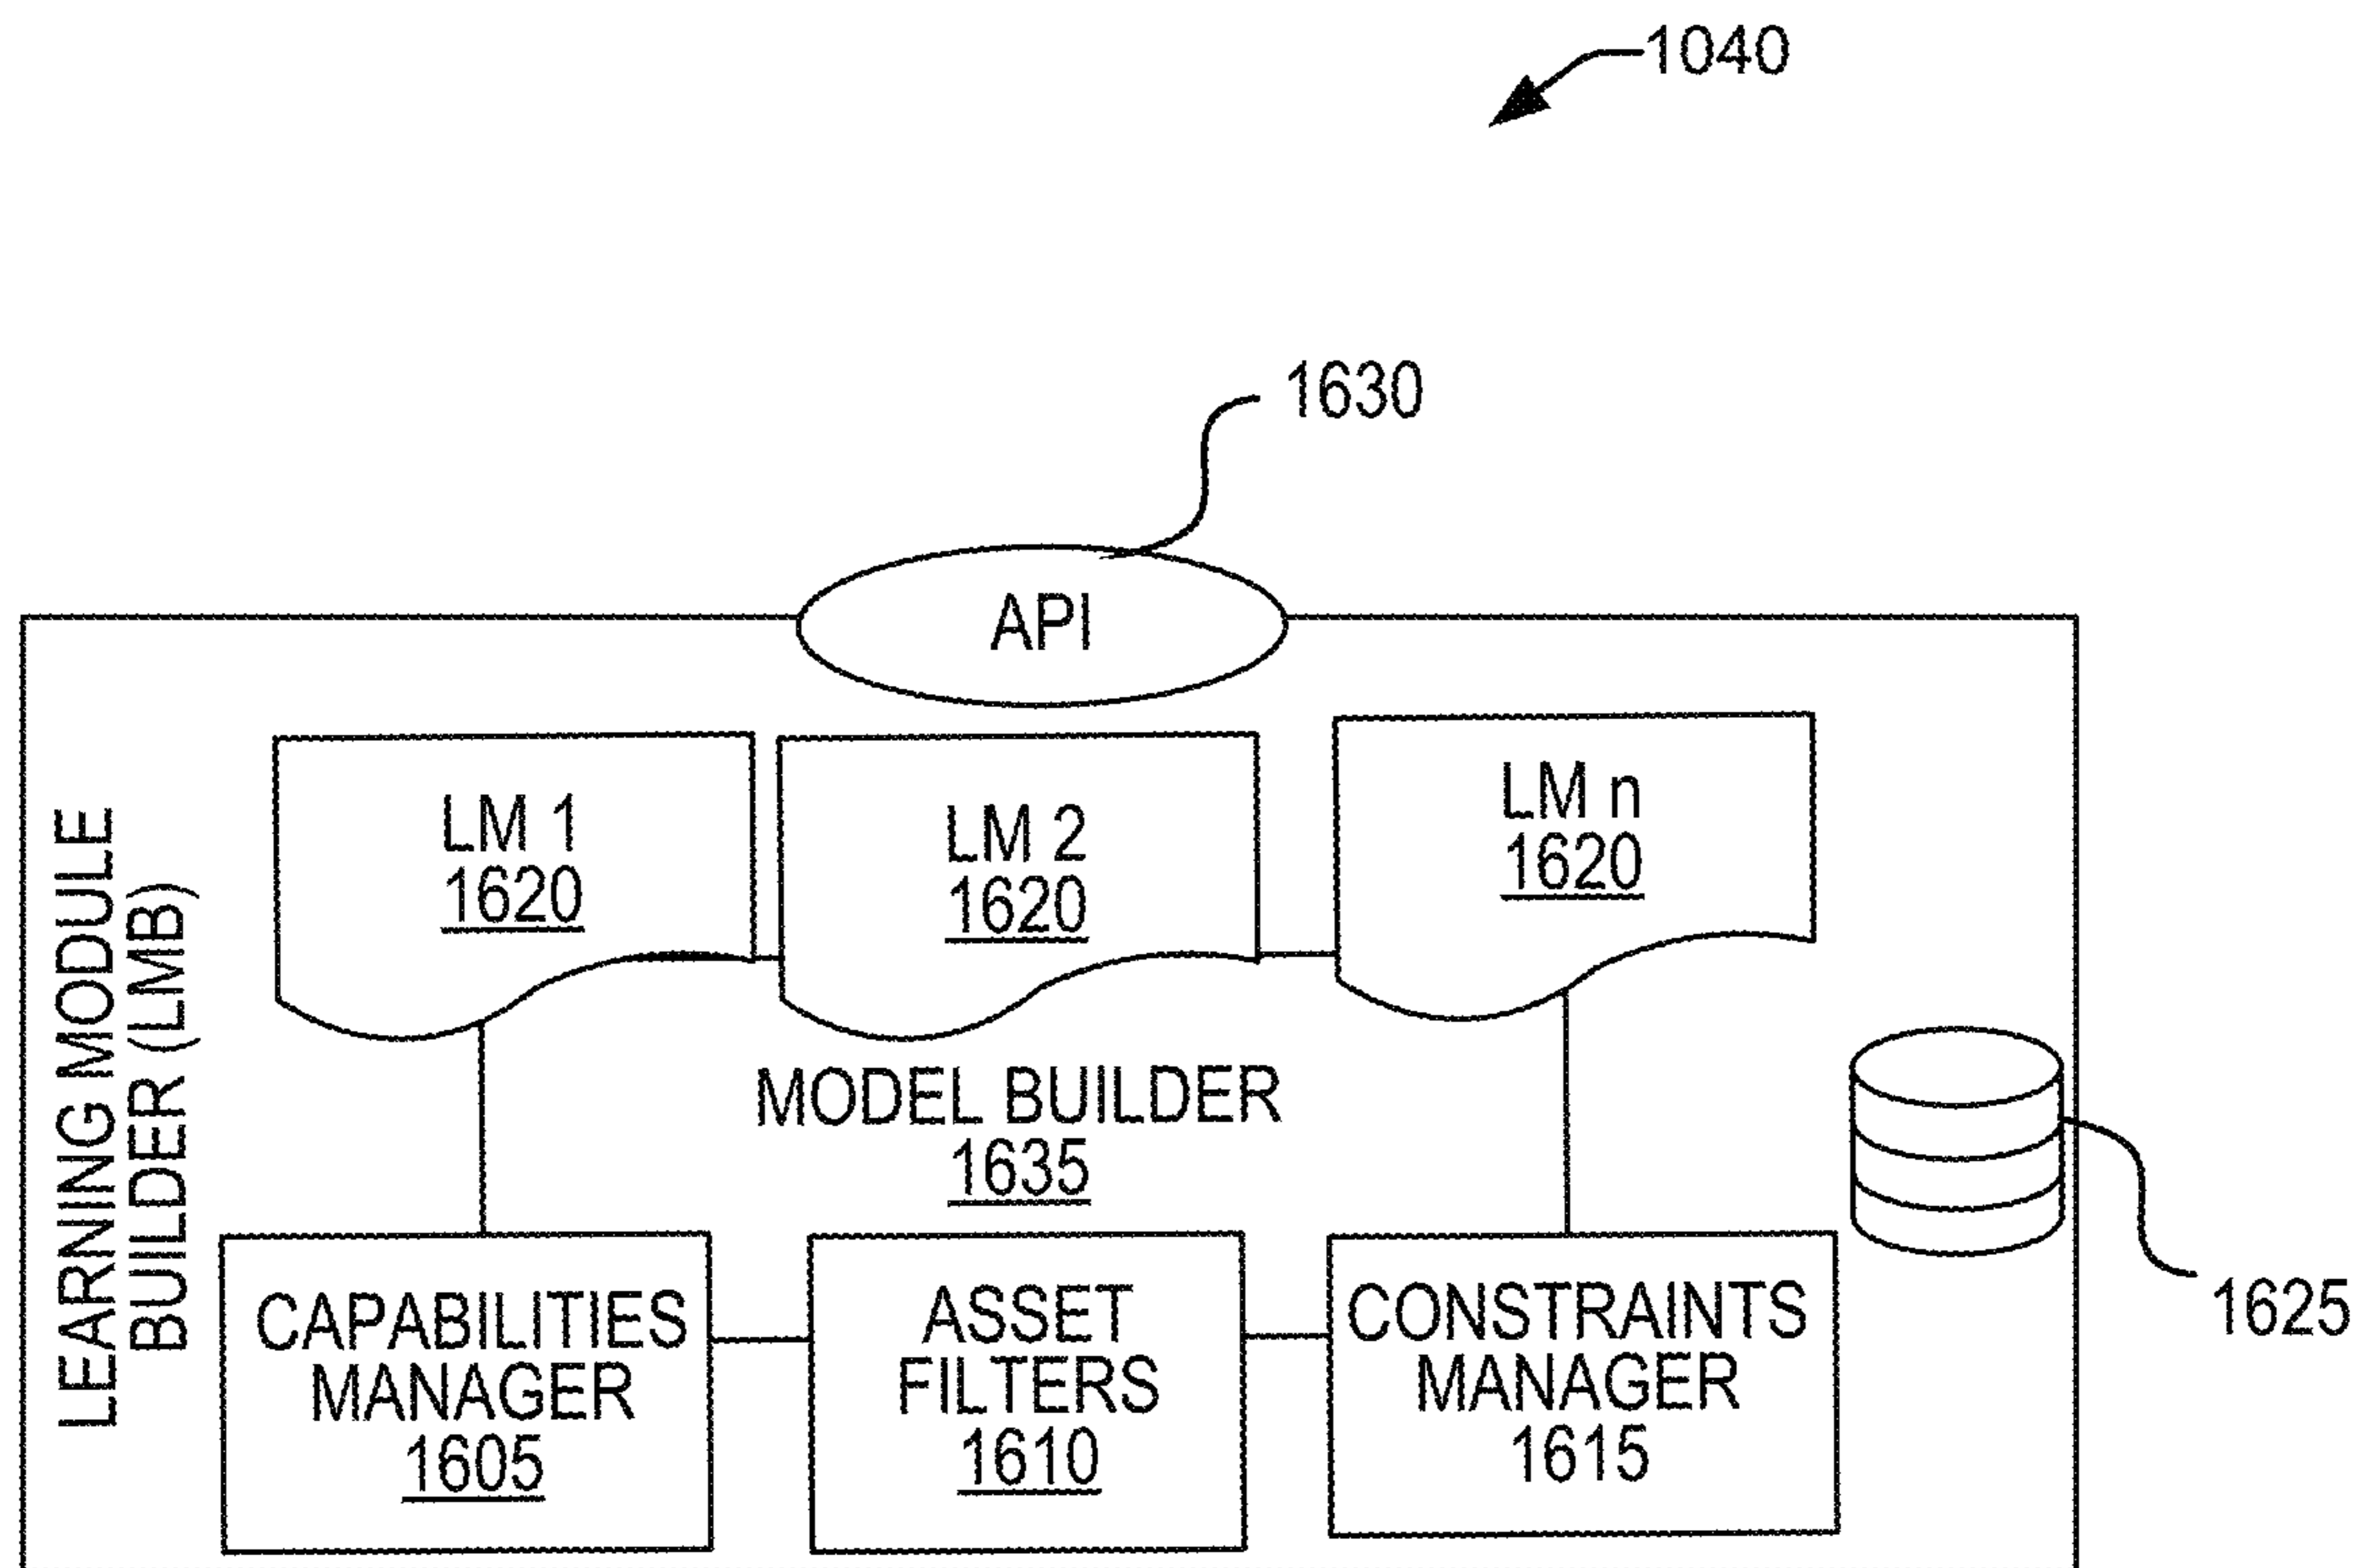 1040
1630
API
LEARNING MODULE
BUILDER (LMB)
LM 1
1620
LM 2
1620
LM n
1620
MODEL BUILDER
1635
1625
CAPABILITIES
MANAGER
1605
ASSET
FILTERS
1610
CONSTRAINTS
MANAGER
1615